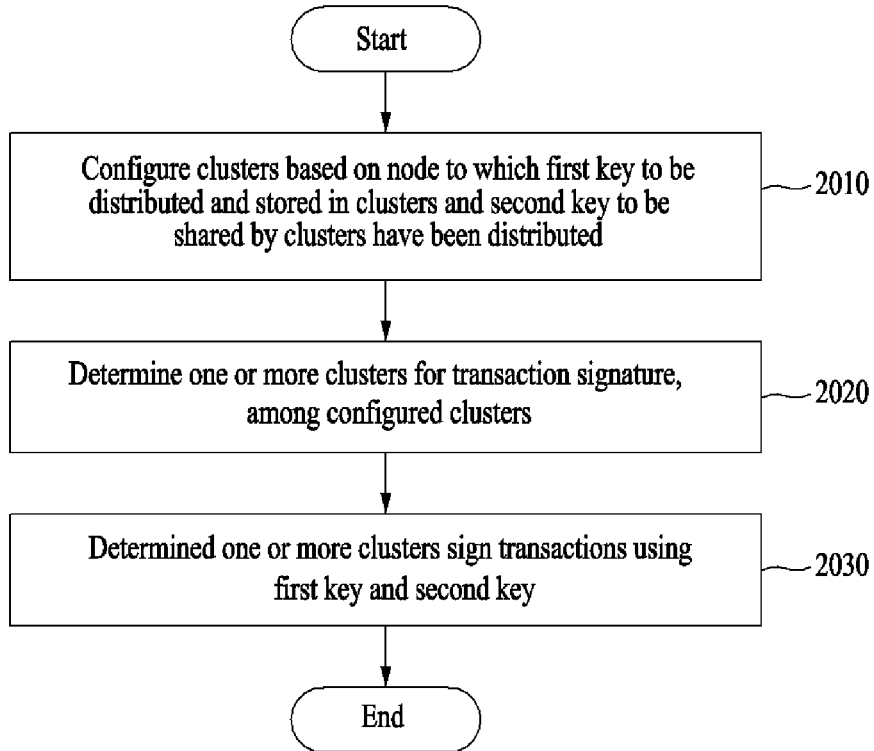 Start
Configure clusters based on node to which first key to be
distributed and stored in clusters and second key to be
shared by clusters have been distributed
2010
Determine one or more clusters for transaction signature,
among configured clusters
2020
Determined one or more clusters sign transactions using
first key and second key
2030
End